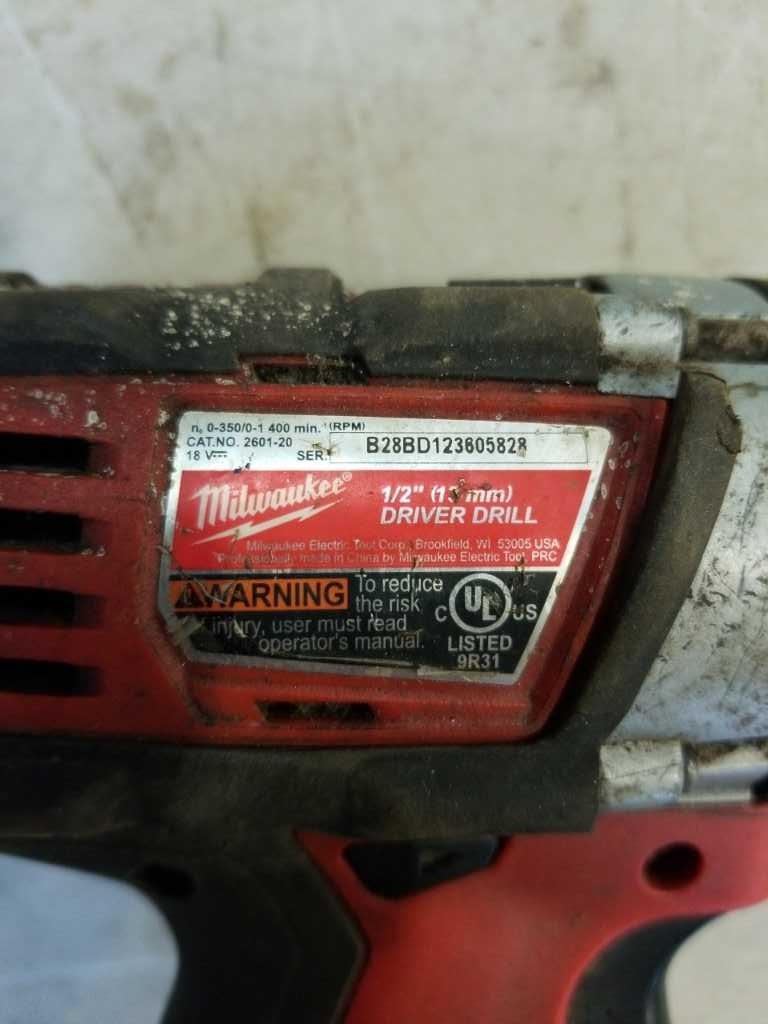 n₀ 0-350/0-1 400 min.⁻¹(RPM)
CAT.NO. 2601-20
18 V⎓ SER. B28BD123605828
Milwaukee®
1/2" (13 mm)
DRIVER DRILL
Milwaukee Electric Tool Corp. Brookfield, WI 53005 USA
Professionally made in China by Milwaukee Electric Tool, PRC
⚠WARNING To reduce
the risk
injury, user must read
operator's manual.
C UL US
LISTED
9R31